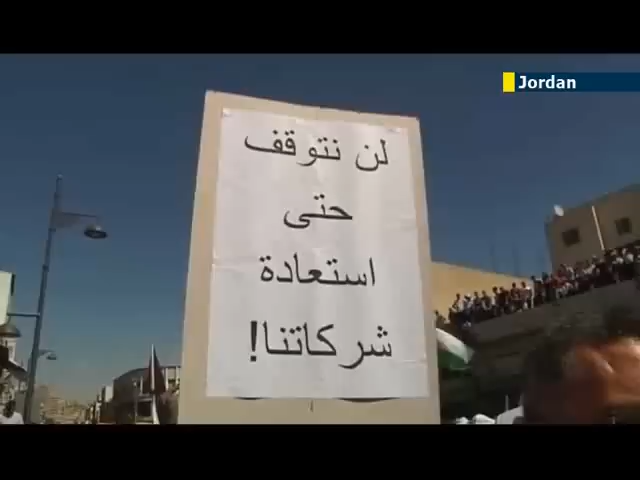 Jordan
لن نتوقف
حتى
استعادة
شركاتنا!